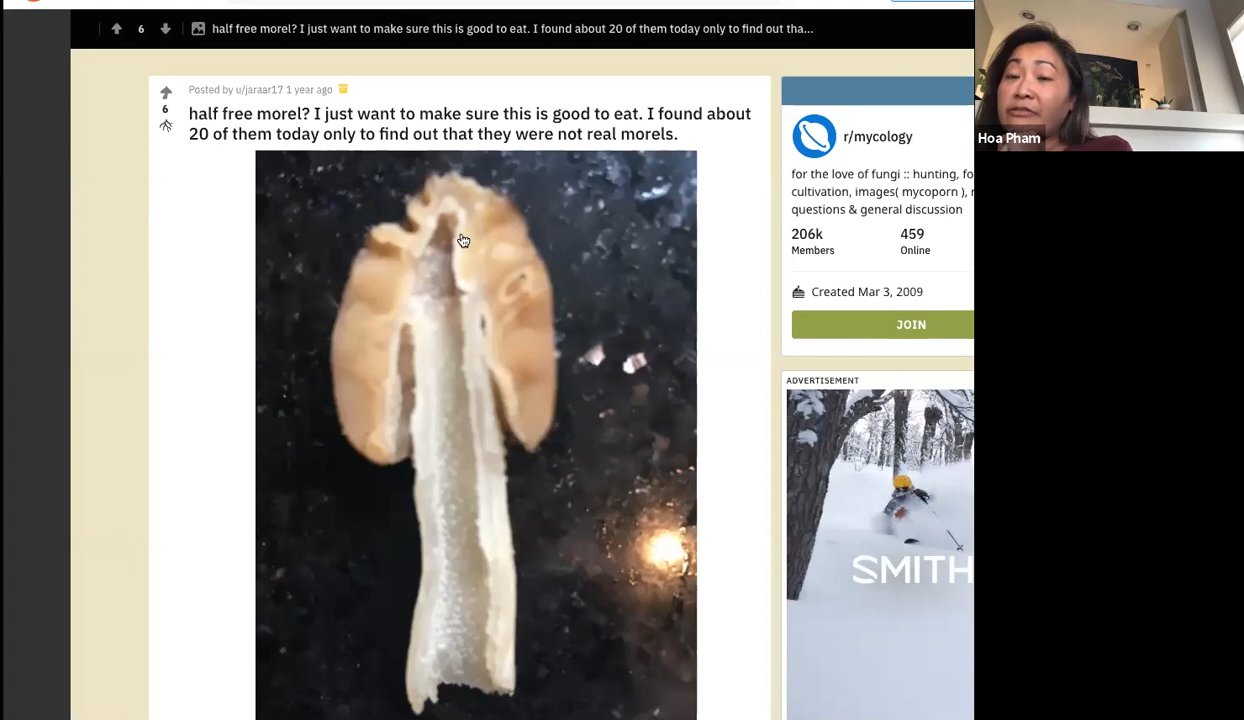 6
half free morel? I just want to make sure this is good to eat. I found about 20 of them today only to find out tha...
Posted by u/jaraar17 1 year ago
6
half free morel? I just want to make sure this is good to eat. I found about
20 of them today only to find out that they were not real morels.
r/mycology
for the love of fungi :: hunting, fo
cultivation, images( mycoporn ), r
questions & general discussion
206k
459
Members
Online
Created Mar 3, 2009
JOIN
ADVERTISEMENT
SMITH
Hoa Pham